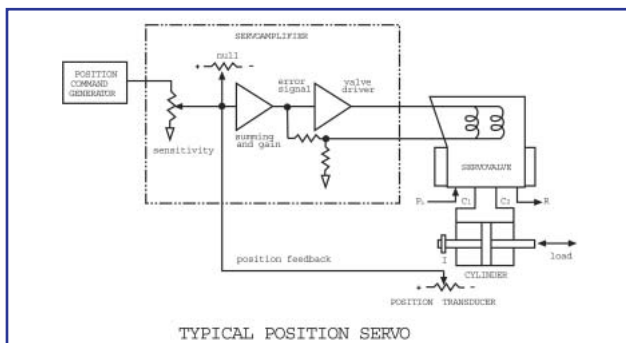 SERVOAMPLIFIER
+ null -
POSITION
COMMAND
GENERATOR
error
signal
valve
driver
sensitivity
summing
and gain
SERVOVALVE
C1
C2
R
load
CYLINDER
position feedback
+ -
POSITION TRANSDUCER
TYPICAL POSITION SERVO